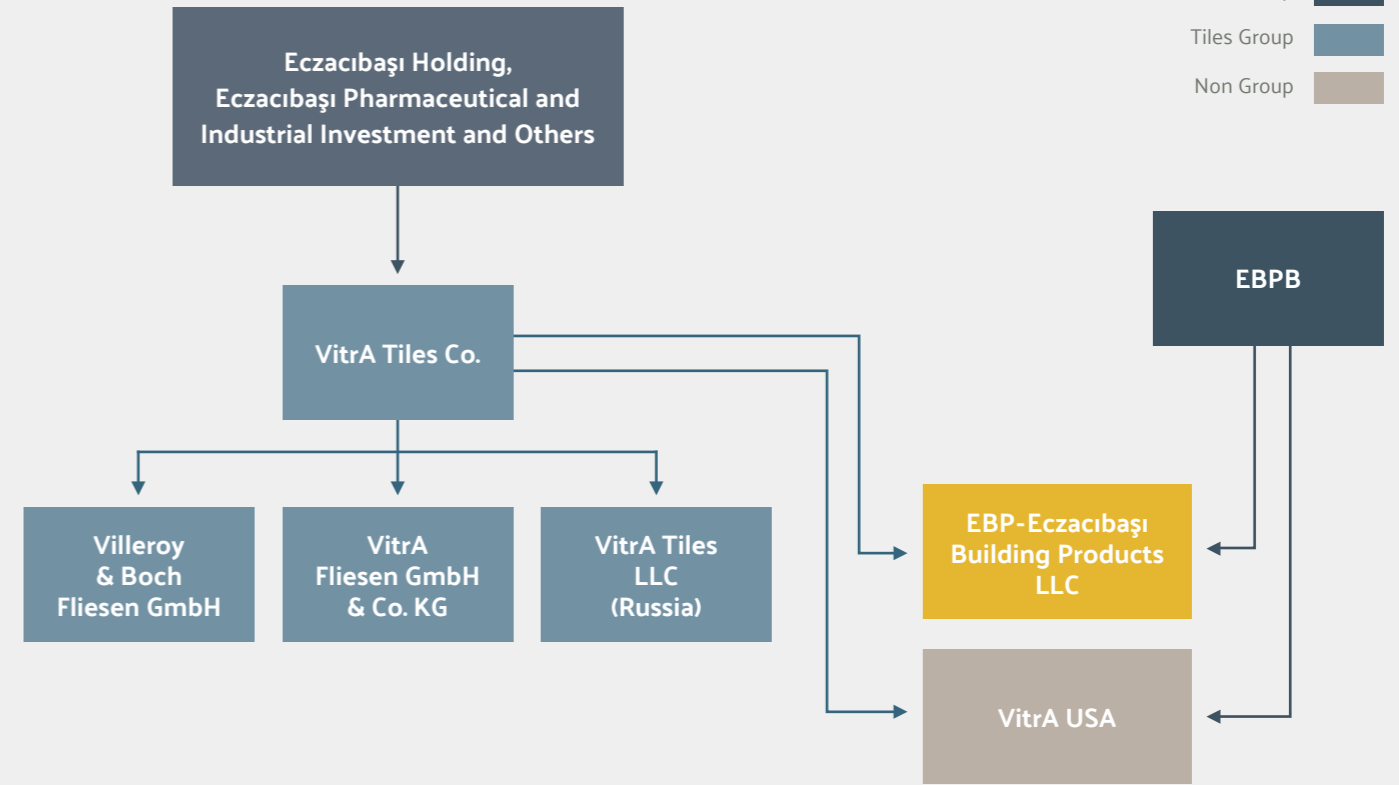 Tiles Group
Non Group
Eczacıbaşı Holding,
Eczacıbaşı Pharmaceutical and
Industrial Investment and Others
EBPB
VitrA Tiles Co.
Villeroy
& Boch
Fliesen GmbH
VitrA
Fliesen GmbH
& Co. KG
VitrA Tiles
LLC
(Russia)
EBP-Eczacıbaşı
Building Products
LLC
VitrA USA